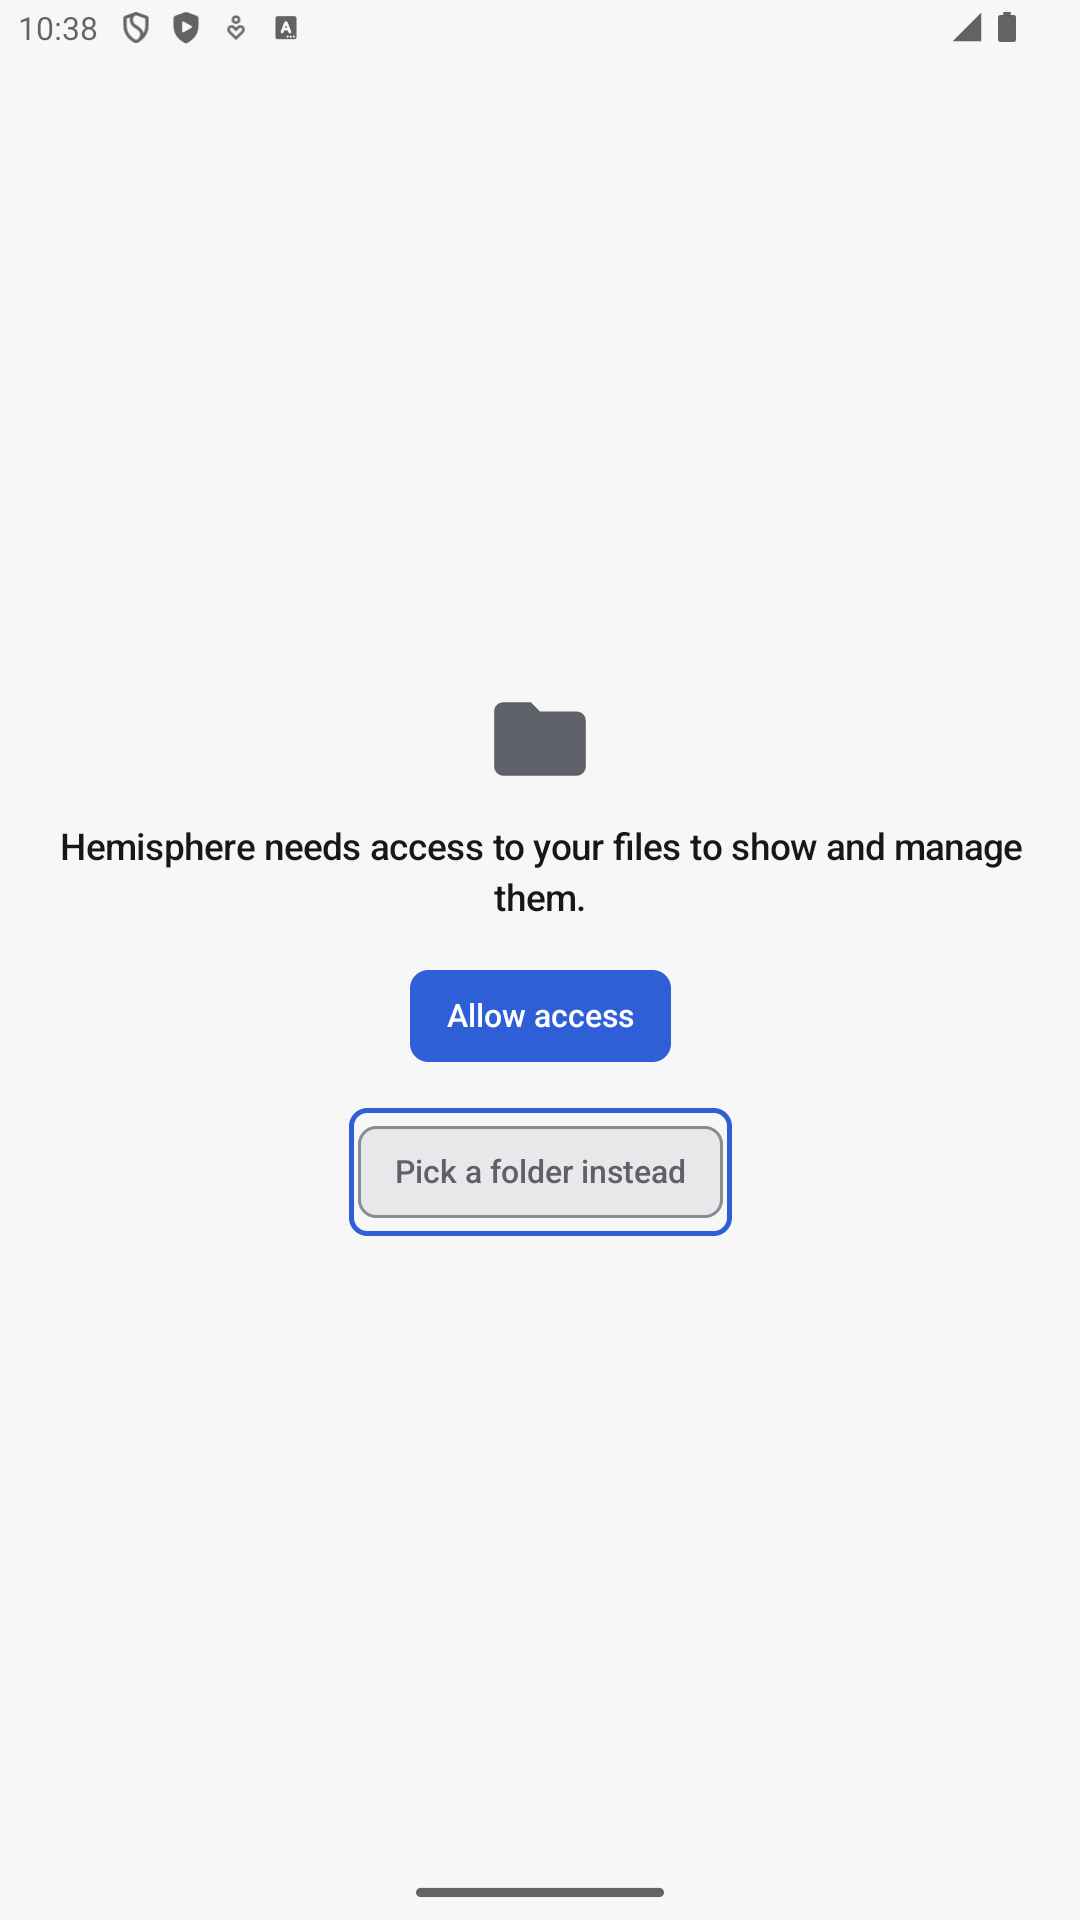 10:38
Hemisphere needs access to your files to show and manage
them.
Allow access
Pick a folder instead